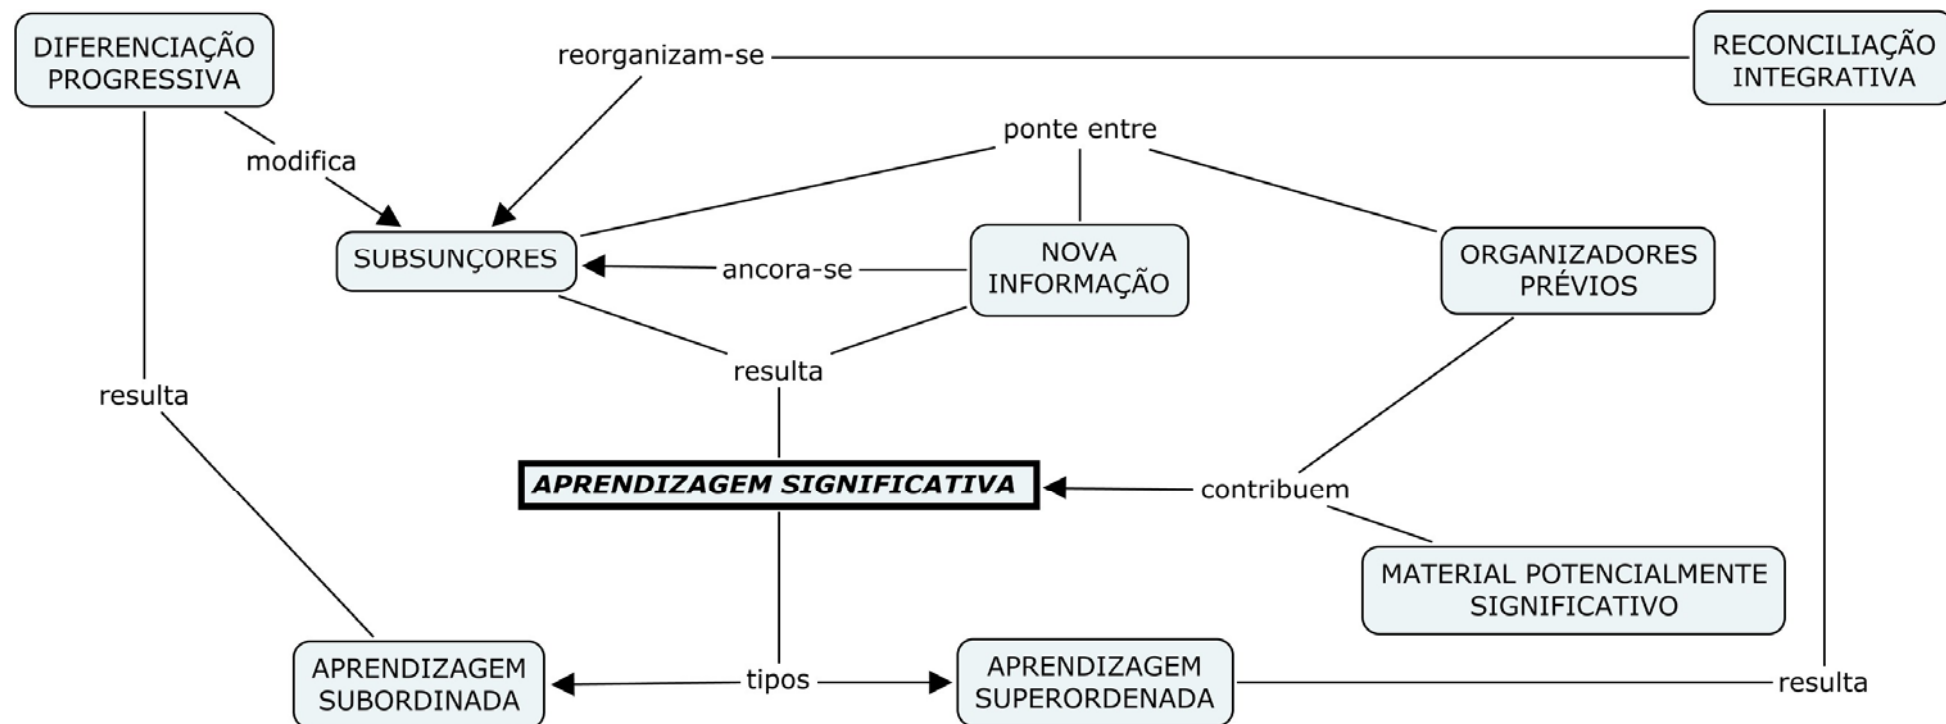 DIFERENCIAÇÃO
PROGRESSIVA
reorganizam-se
RECONCILIAÇÃO
INTEGRATIVA
ponte entre
modifica
SUBSUNÇORES
ancora-se
NOVA
INFORMAÇÃO
ORGANIZADORES
PRÉVIOS
resulta
resulta
APRENDIZAGEM SIGNIFICATIVA
contribuem
MATERIAL POTENCIALMENTE
SIGNIFICATIVO
APRENDIZAGEM
SUBORDINADA
tipos
APRENDIZAGEM
SUPERORDENADA
resulta